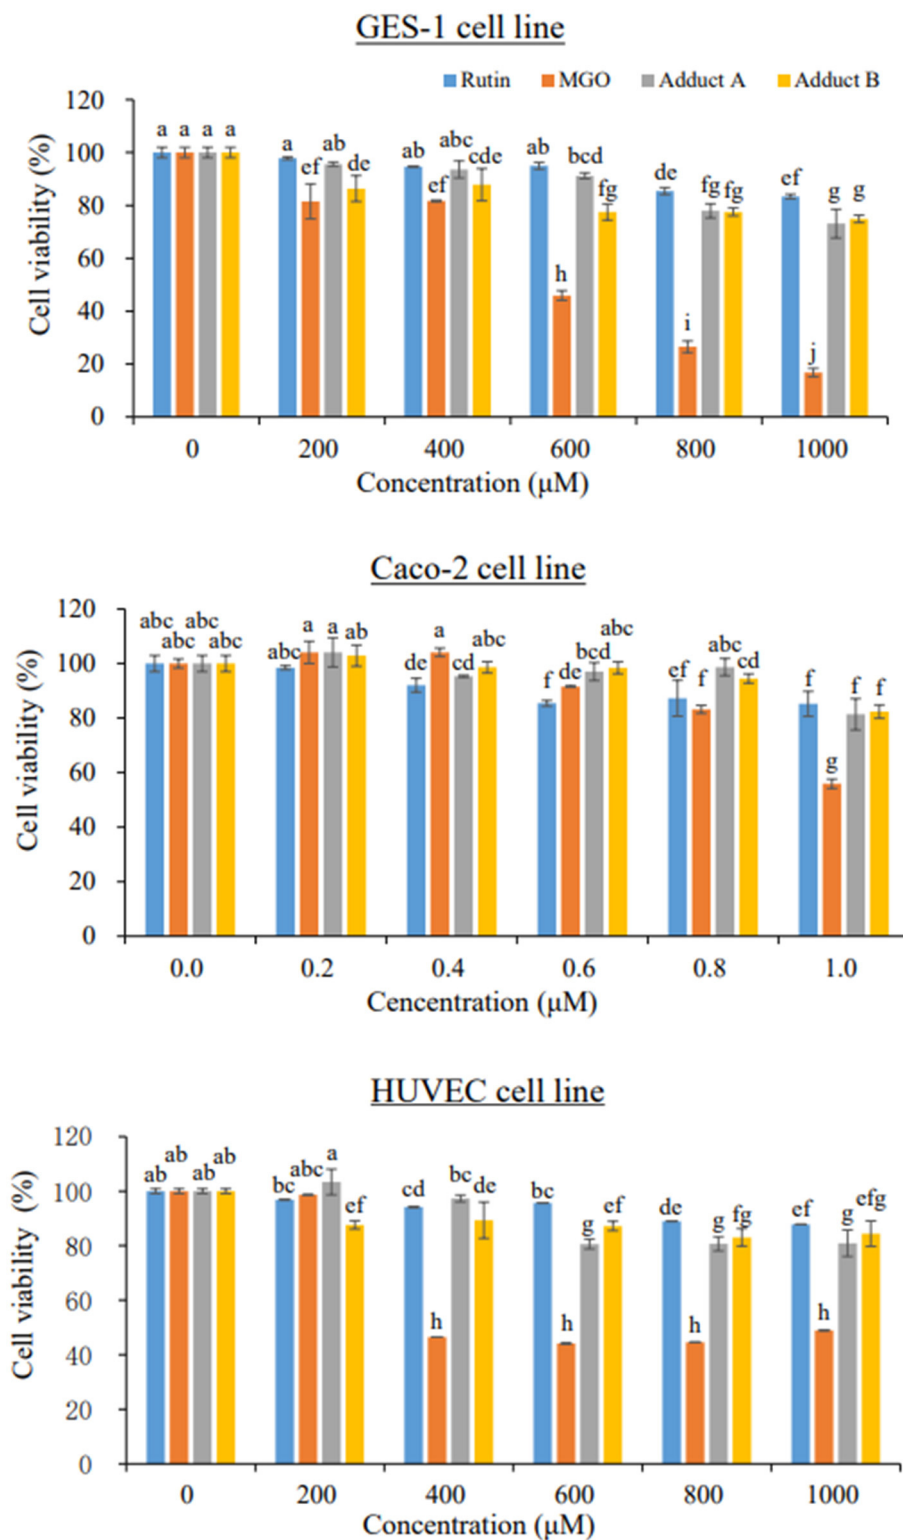 GES-1 cell line
Rutin MGO Adduct A Adduct B
Cell viability (%)
120
100
80
60
40
20
0
a a a a
a ef ab de
ab ef abc cde
ab h bcd fg
de i fg fg
ef j g g
0 200 400 600 800 1000
Concentration (μM)
Caco-2 cell line
Cell viability (%)
120
100
80
60
40
20
0
abc abc abc abc
abc a a ab
de a cd abc
f de bcd abc
ef f abc cd
f g f f
0.0 0.2 0.4 0.6 0.8 1.0
Cencentration (μM)
HUVEC cell line
Cell viability (%)
120
100
80
60
40
20
0
ab ab ab ab
bc abc a ef
cd h bc de
bc h g ef
de h g fg
ef h g efg
0 200 400 600 800 1000
Concentration (μM)